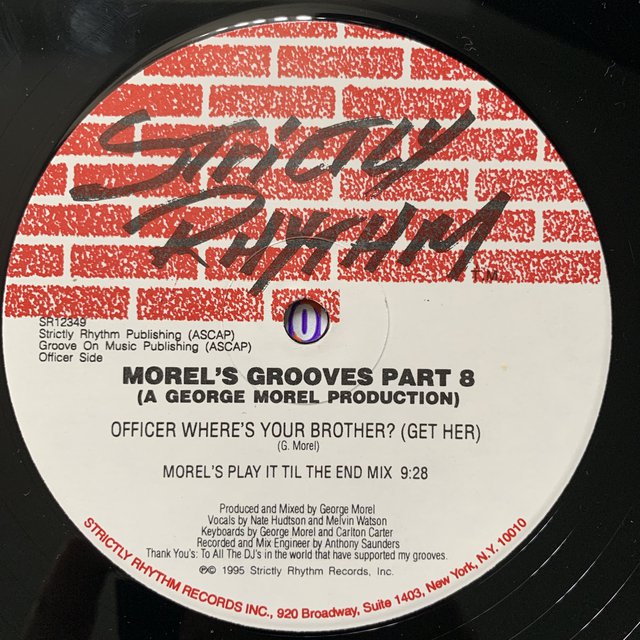 STRICTLY
RHYTHM
T.M.
SR12349
Strictly Rhythm Publishing (ASCAP)
Groove On Music Publishing (ASCAP)
Officer Side
MOREL'S GROOVES PART 8
(A GEORGE MOREL PRODUCTION)
OFFICER WHERE'S YOUR BROTHER? (GET HER)
(G. Morel)
MOREL'S PLAY IT TIL THE END MIX 9:28
Produced and Mixed by George Morel
Vocals by Nate Hudtson and Melvin Watson
Keyboards by George Morel and Carlton Carter
Recorded and Mix Engineer by Anthony Saunders
Thank You's: To All The DJ's in the world that have supported my grooves.
℗© 1995 Strictly Rhythm Records, Inc.
STRICTLY RHYTHM RECORDS INC., 920 Broadway, Suite 1403, New York, N.Y. 10010